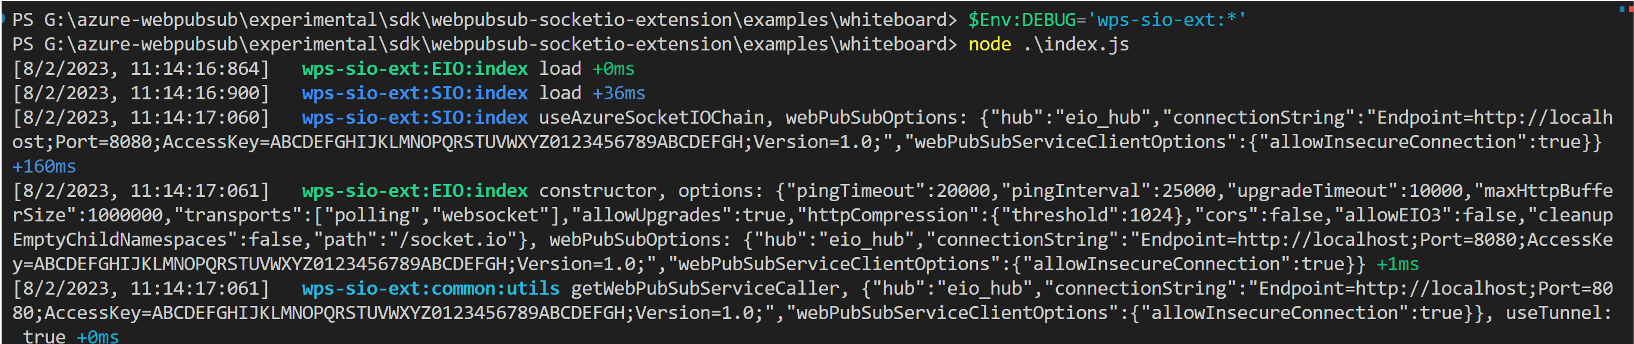 PS G:\azure-webpubsub\experimental\sdk\webpubsub-socketio-extension\examples\whiteboard> $Env:DEBUG='wps-sio-ext:*'
PS G:\azure-webpubsub\experimental\sdk\webpubsub-socketio-extension\examples\whiteboard> node .\index.js
[8/2/2023, 11:14:16:864]   wps-sio-ext:EIO:index load +0ms
[8/2/2023, 11:14:16:900]   wps-sio-ext:SIO:index load +36ms
[8/2/2023, 11:14:17:060]   wps-sio-ext:SIO:index useAzureSocketIOChain, webPubSubOptions: {"hub":"eio_hub","connectionString":"Endpoint=http://localh
ost;Port=8080;AccessKey=ABCDEFGHIJKLMNOPQRSTUVWXYZ0123456789ABCDEFGH;Version=1.0;","webPubSubServiceClientOptions":{"allowInsecureConnection":true}}
+160ms
[8/2/2023, 11:14:17:061]   wps-sio-ext:EIO:index constructor, options: {"pingTimeout":20000,"pingInterval":25000,"upgradeTimeout":10000,"maxHttpBuffe
rSize":1000000,"transports":["polling","websocket"],"allowUpgrades":true,"httpCompression":{"threshold":1024},"cors":false,"allowEIO3":false,"cleanup
EmptyChildNamespaces":false,"path":"/socket.io"}, webPubSubOptions: {"hub":"eio_hub","connectionString":"Endpoint=http://localhost;Port=8080;AccessKe
y=ABCDEFGHIJKLMNOPQRSTUVWXYZ0123456789ABCDEFGH;Version=1.0;","webPubSubServiceClientOptions":{"allowInsecureConnection":true}} +1ms
[8/2/2023, 11:14:17:061]   wps-sio-ext:common:utils getWebPubSubServiceCaller, {"hub":"eio_hub","connectionString":"Endpoint=http://localhost;Port=80
80;AccessKey=ABCDEFGHIJKLMNOPQRSTUVWXYZ0123456789ABCDEFGH;Version=1.0;","webPubSubServiceClientOptions":{"allowInsecureConnection":true}}, useTunnel:
 true +0ms